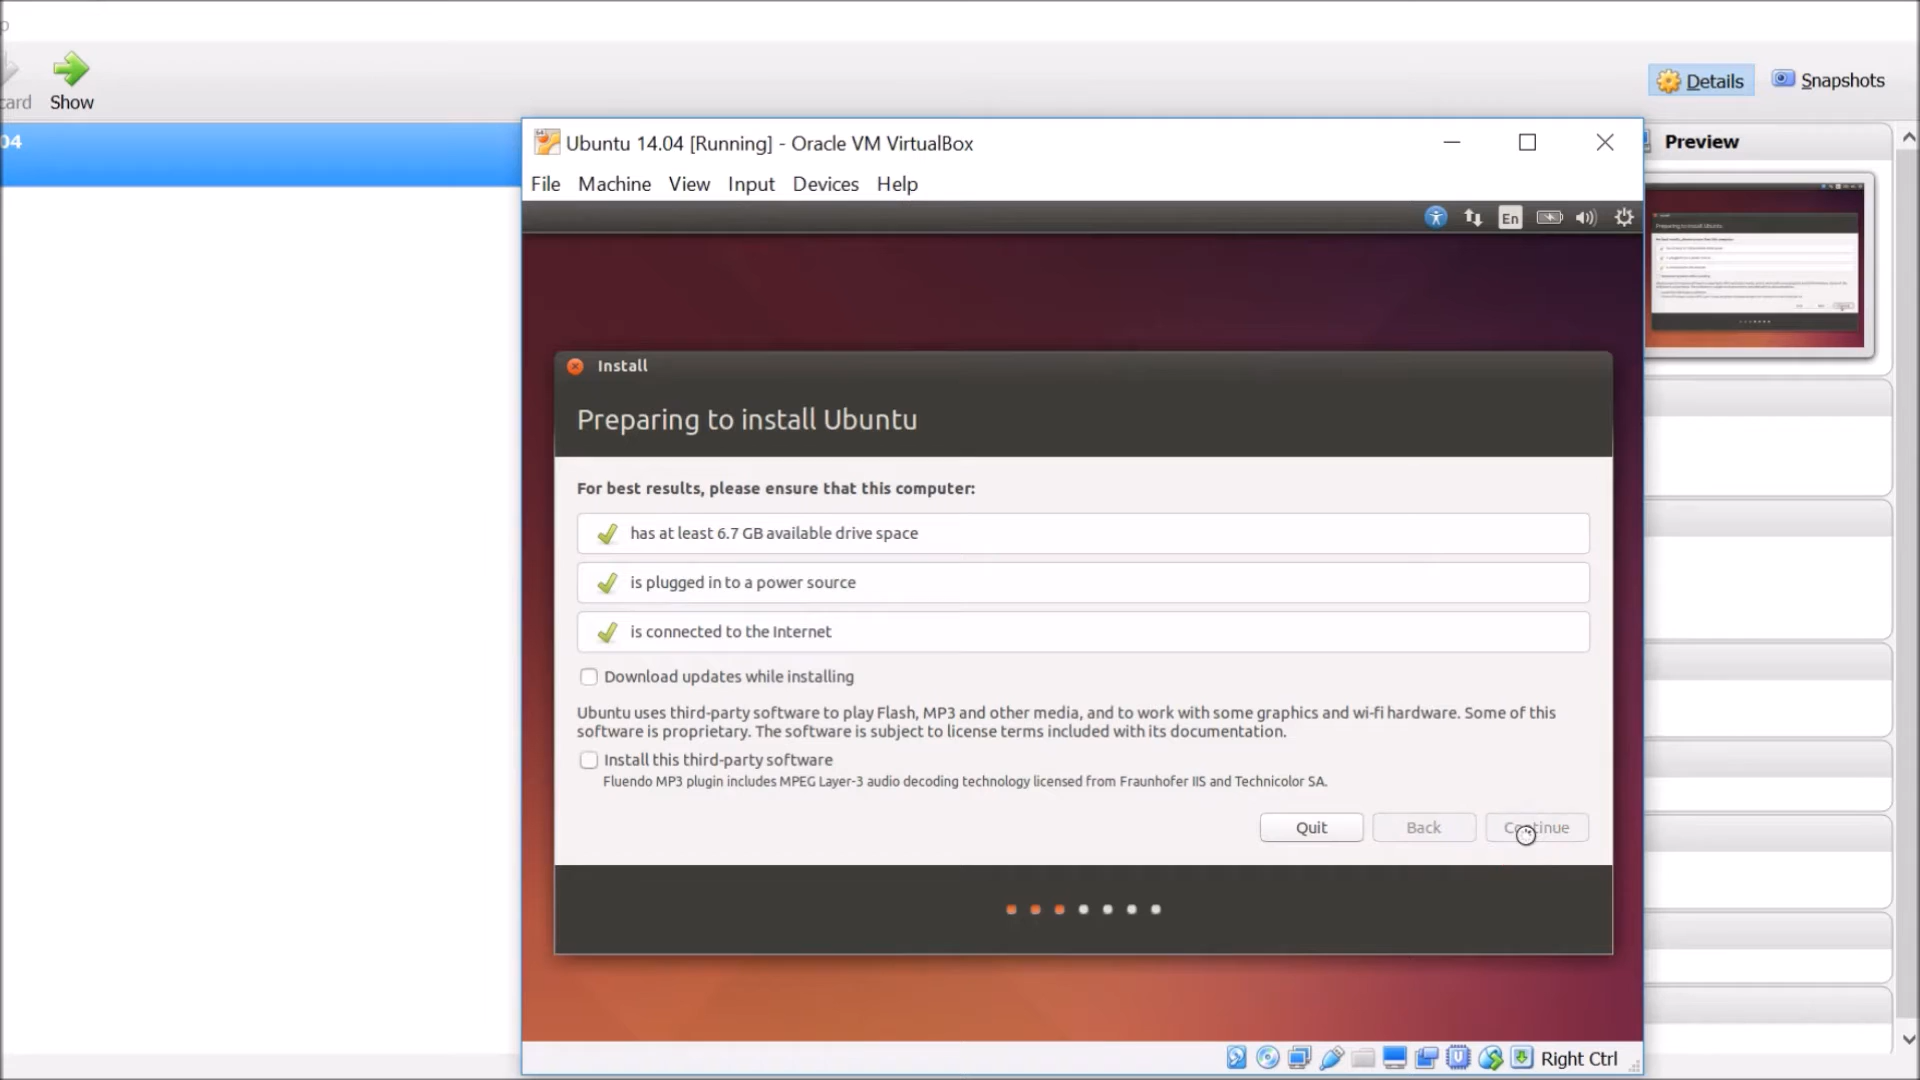 Show
Details
Snapshots
04
Ubuntu 14.04 [Running] - Oracle VM VirtualBox
Preview
File Machine View Input Devices Help
En
Install
Preparing to install Ubuntu
For best results, please ensure that this computer:
has at least 6.7 GB available drive space
is plugged in to a power source
is connected to the Internet
Download updates while installing
Ubuntu uses third-party software to play Flash, MP3 and other media, and to work with some graphics and wi-fi hardware. Some of this
software is proprietary. The software is subject to license terms included with its documentation.
Install this third-party software
Fluendo MP3 plugin includes MPEG Layer-3 audio decoding technology licensed from Fraunhofer IIS and Technicolor SA.
Quit Back Continue
Right Ctrl